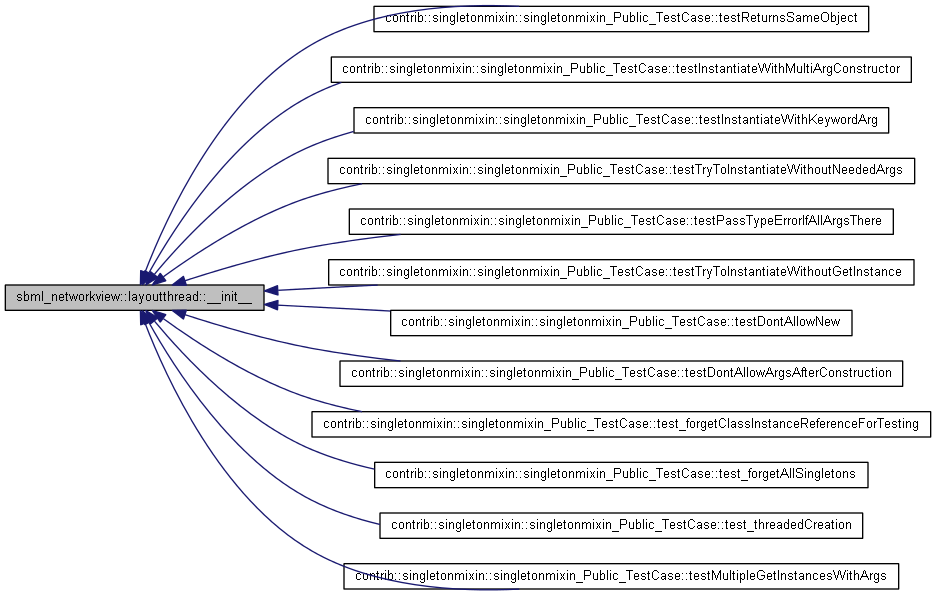 contrib::singletonmixin::singletonmixin_Public_TestCase::testReturnsSameObject
contrib::singletonmixin::singletonmixin_Public_TestCase::testInstantiateWithMultiArgConstructor
contrib::singletonmixin::singletonmixin_Public_TestCase::testInstantiateWithKeywordArg
contrib::singletonmixin::singletonmixin_Public_TestCase::testTryToInstantiateWithoutNeededArgs
contrib::singletonmixin::singletonmixin_Public_TestCase::testPassTypeErrorIfAllArgsThere
contrib::singletonmixin::singletonmixin_Public_TestCase::testTryToInstantiateWithoutGetInstance
sbml_networkview::layoutthread::__init__
contrib::singletonmixin::singletonmixin_Public_TestCase::testDontAllowNew
contrib::singletonmixin::singletonmixin_Public_TestCase::testDontAllowArgsAfterConstruction
contrib::singletonmixin::singletonmixin_Public_TestCase::test_forgetClassInstanceReferenceForTesting
contrib::singletonmixin::singletonmixin_Public_TestCase::test_forgetAllSingletons
contrib::singletonmixin::singletonmixin_Public_TestCase::test_threadedCreation
contrib::singletonmixin::singletonmixin_Public_TestCase::testMultipleGetInstancesWithArgs